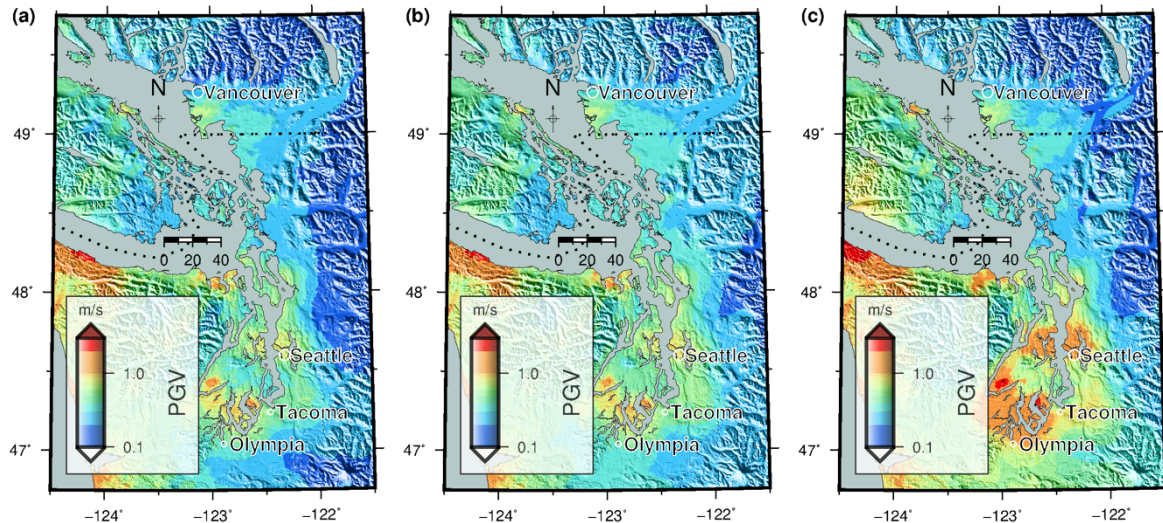 (a)
(b)
(c)
N
Vancouver
N
Vancouver
N
Vancouver
49°
49°
49°
0 20 40
0 20 40
0 20 40
48°
48°
48°
m/s
m/s
m/s
Seattle
Seattle
Seattle
1.0
PGV
1.0
PGV
1.0
PGV
Tacoma
Tacoma
Tacoma
0.1
Olympia
0.1
Olympia
0.1
Olympia
47°
47°
47°
−124° −123° −122°
−124° −123° −122°
−124° −123° −122°